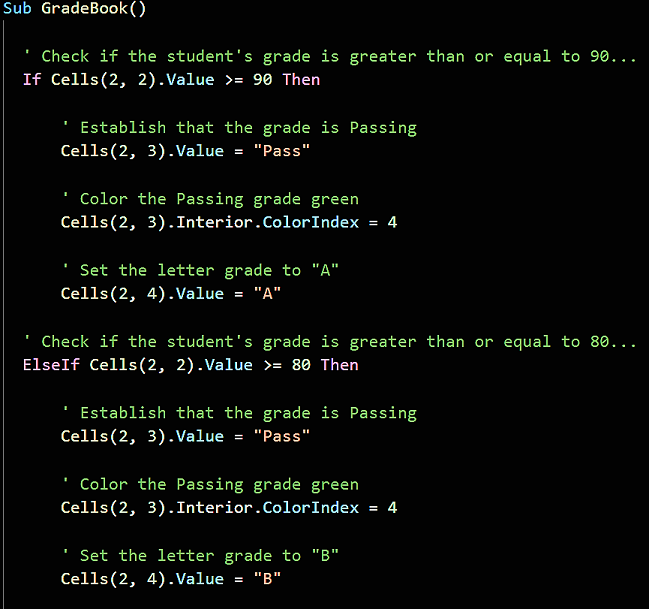 Sub GradeBook()
' Check if the student's grade is greater than or equal to 90...
If Cells(2, 2).Value >= 90 Then
' Establish that the grade is Passing
Cells(2, 3).Value = "Pass"
' Color the Passing grade green
Cells(2, 3).Interior.ColorIndex = 4
' Set the letter grade to "A"
Cells(2, 4).Value = "A"
' Check if the student's grade is greater than or equal to 80...
ElseIf Cells(2, 2).Value >= 80 Then
' Establish that the grade is Passing
Cells(2, 3).Value = "Pass"
' Color the Passing grade green
Cells(2, 3).Interior.ColorIndex = 4
' Set the letter grade to "B"
Cells(2, 4).Value = "B"